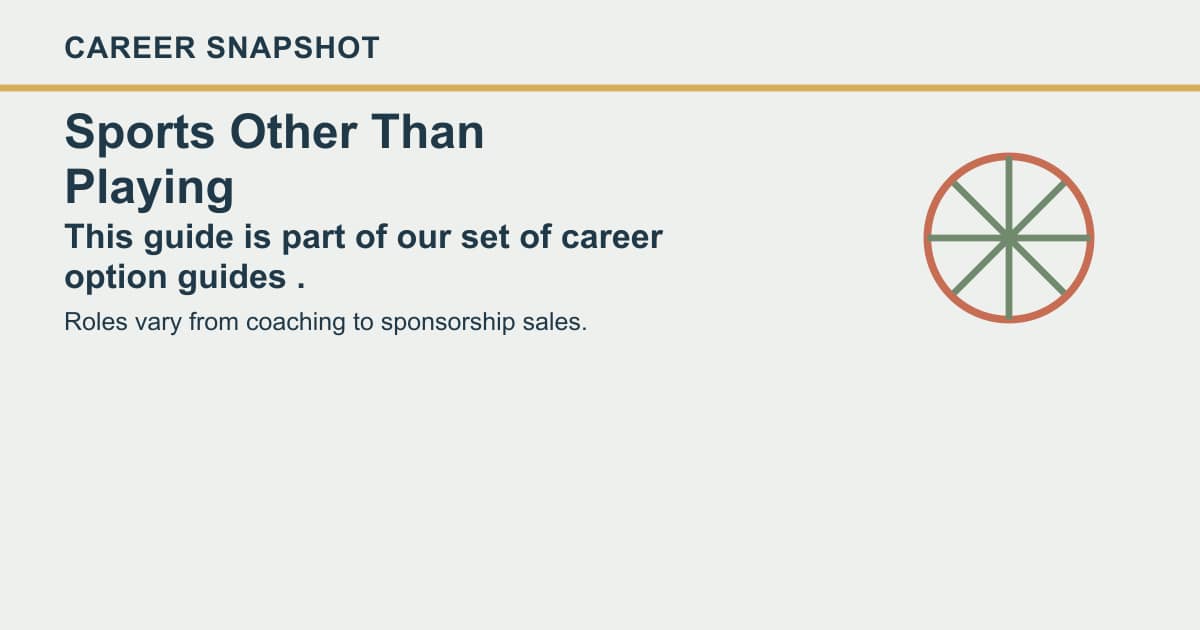 CAREER SNAPSHOT
Sports Other Than
Playing
This guide is part of our set of career
option guides .
Roles vary from coaching to sponsorship sales.